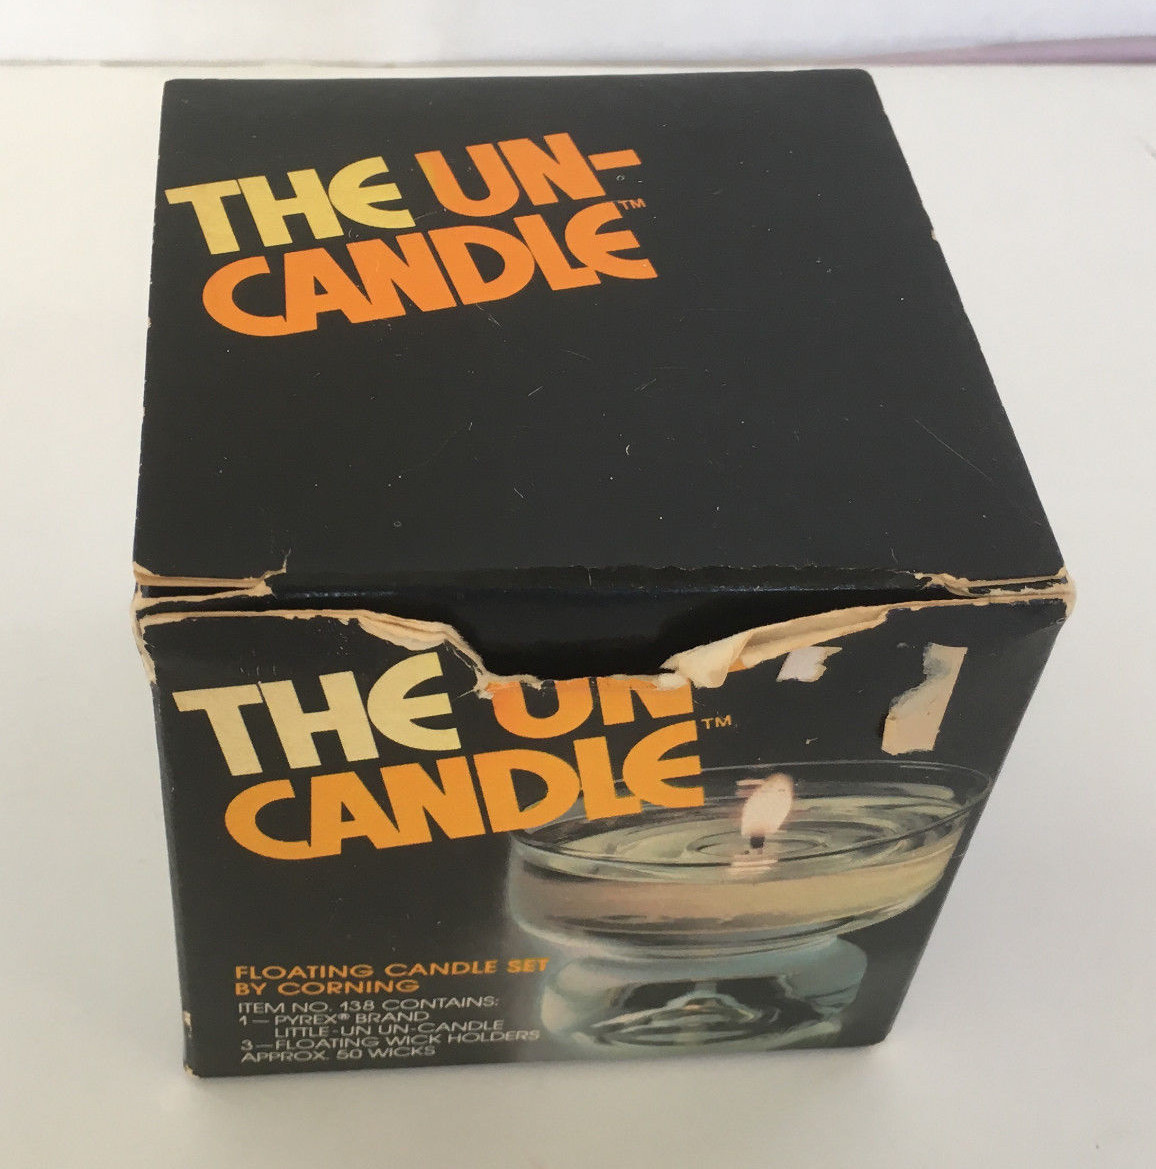 THE UN-
CANDLE™
THE UN
CANDLE™
FLOATING CANDLE SET
BY CORNING
ITEM NO. 138 CONTAINS:
1—PYREX® BRAND
LITTLE-UN UN-CANDLE
3—FLOATING WICK HOLDERS
APPROX. 50 WICKS